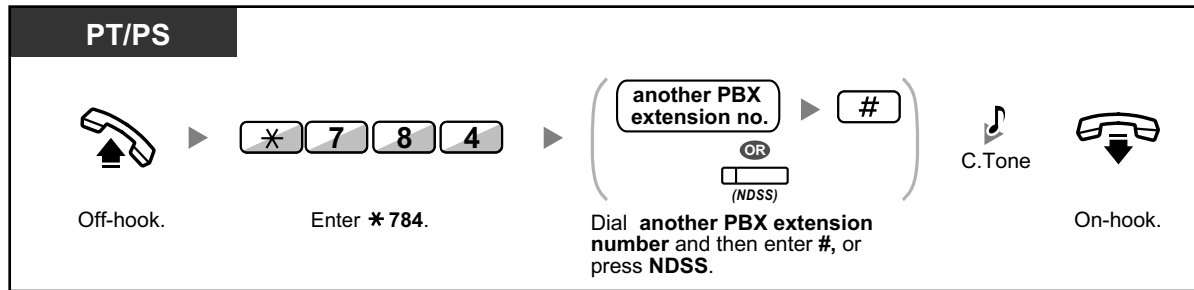 PT/PS
another PBX
extension no.
#
OR
(NDSS)
* 7 8 4
C.Tone
Off-hook.
Enter * 784.
Dial another PBX extension
number and then enter #, or
press NDSS.
On-hook.